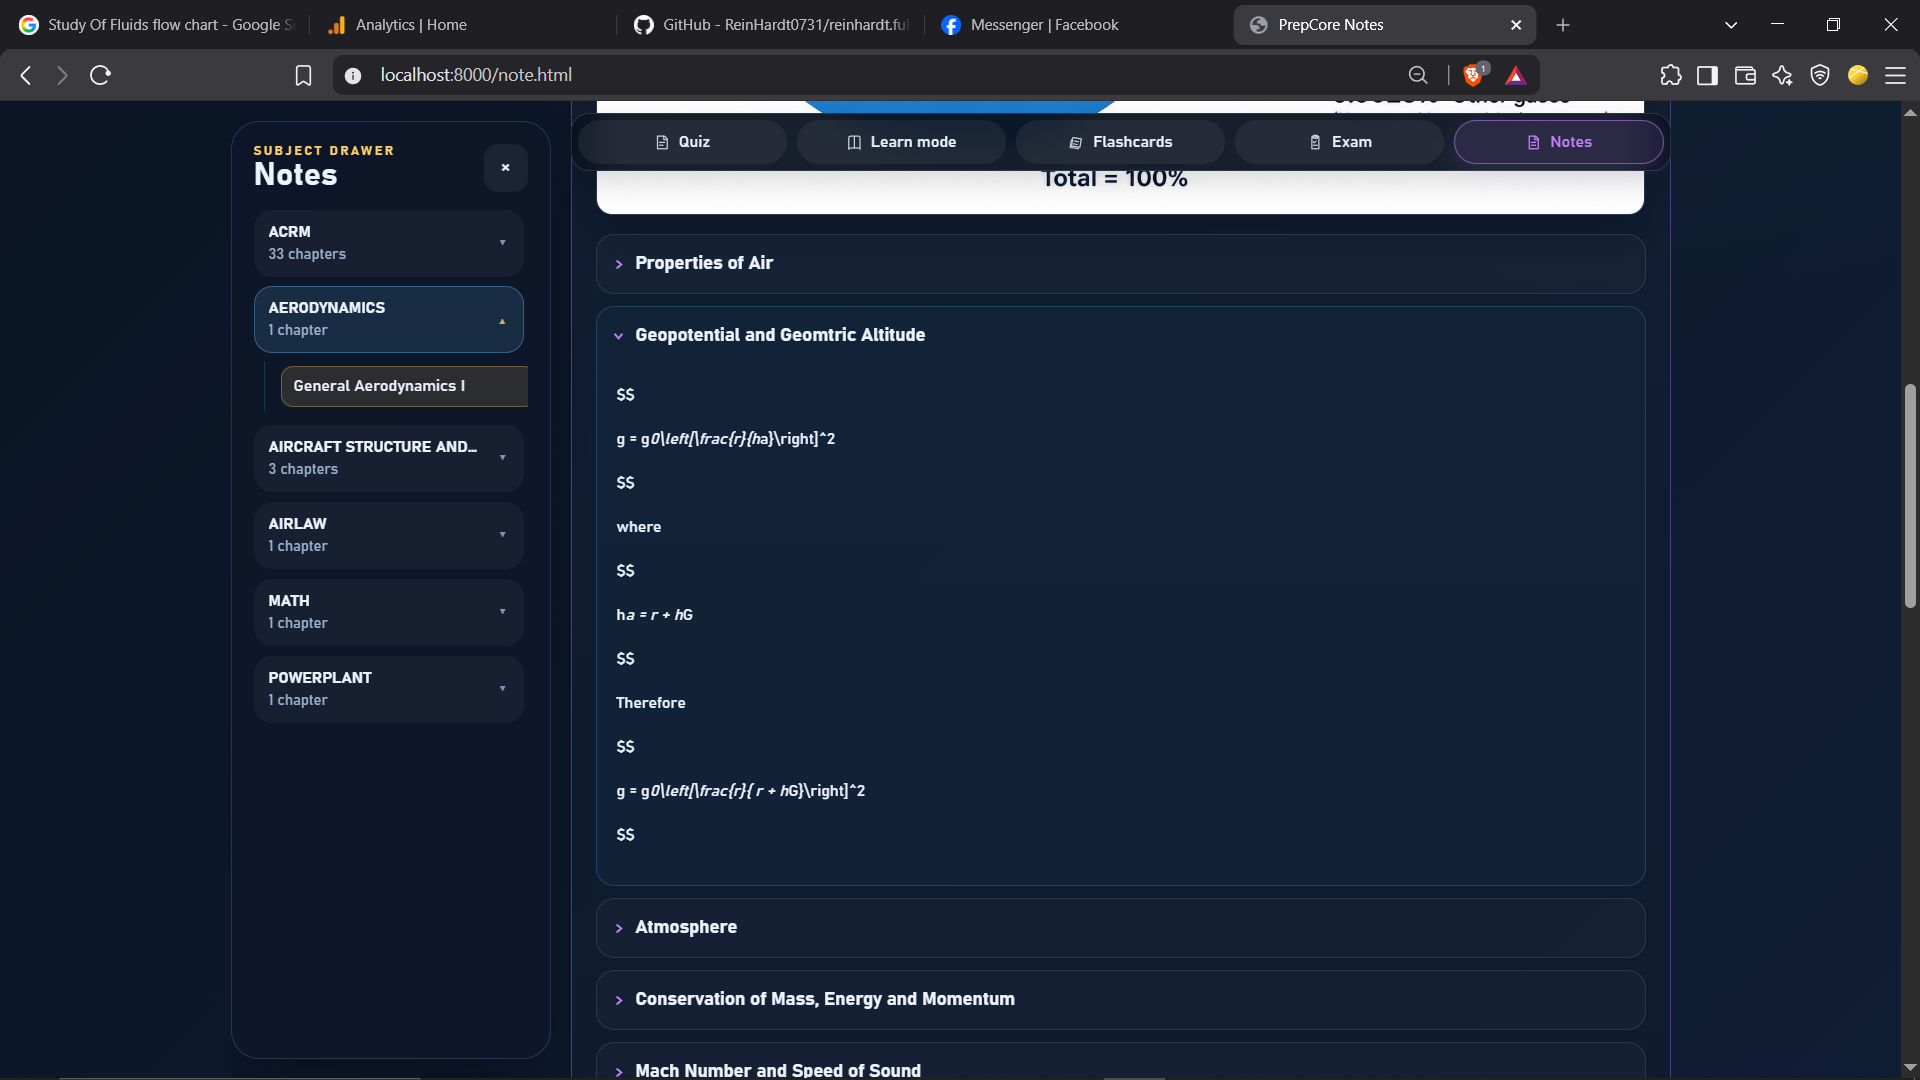 Study Of Fluids flow chart - Google S
Analytics | Home
GitHub - ReinHardt0731/reinhardt.fu
Messenger | Facebook
PrepCore Notes
localhost:8000/note.html
1
SUBJECT DRAWER
Notes
ACRM
33 chapters
AERODYNAMICS
1 chapter
General Aerodynamics I
AIRCRAFT STRUCTURE AND...
3 chapters
AIRLAW
1 chapter
MATH
1 chapter
POWERPLANT
1 chapter
Quiz
Learn mode
Flashcards
Exam
Notes
Total = 100%
Properties of Air
Geopotential and Geomtric Altitude
$$
g = g0\left[\frac{r}{ha}\right]^2
$$
where
$$
ha = r + hG
$$
Therefore
$$
g = g0\left[\frac{r}{ r + hG}\right]^2
$$
Atmosphere
Conservation of Mass, Energy and Momentum
Mach Number and Speed of Sound